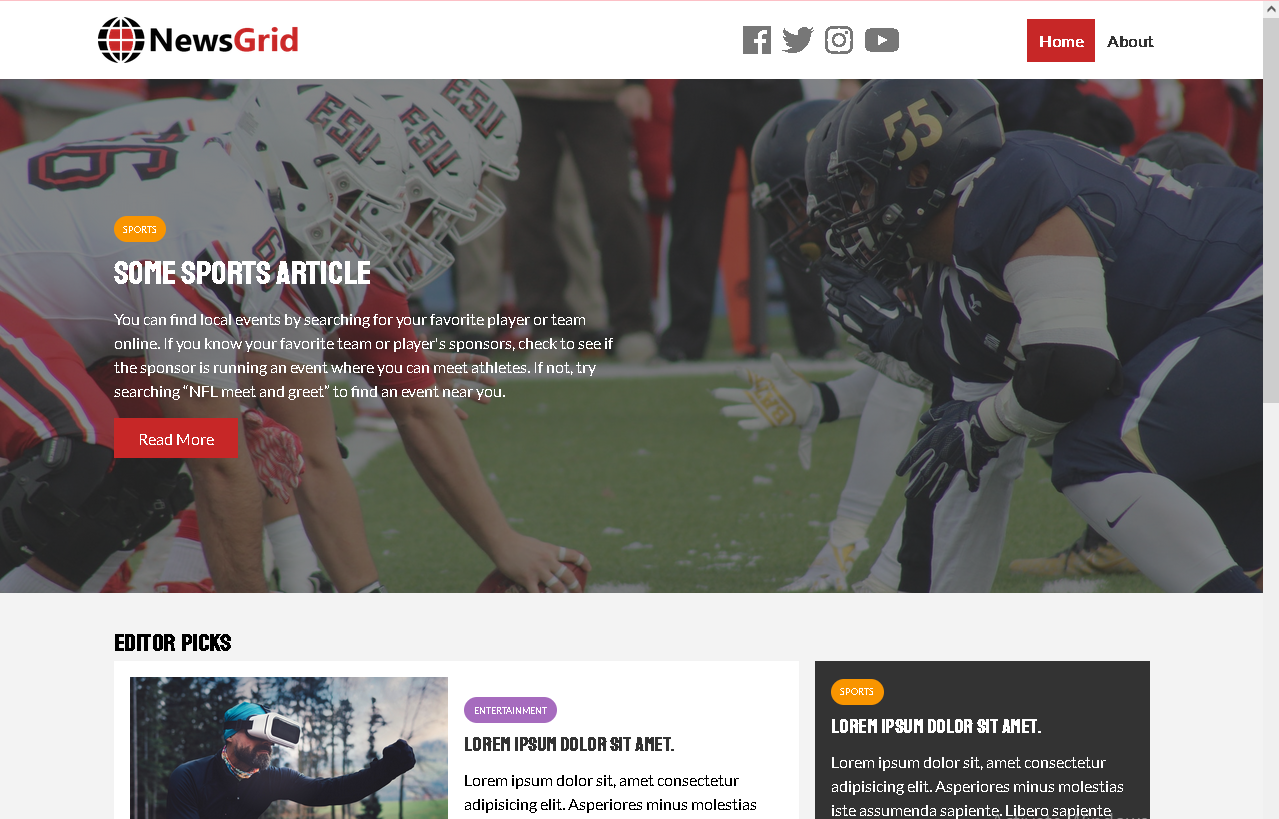 NewsGrid
Home
About
ESU
ESU
ESU
55
6
SPORTS
SOME SPORTS ARTICLE
You can find local events by searching for your favorite player or team
online. If you know your favorite team or player's sponsors, check to see if
the sponsor is running an event where you can meet athletes. If not, try
searching “NFL meet and greet” to find an event near you.
Read More
EDITOR PICKS
ENTERTAINMENT
LOREM IPSUM DOLOR SIT AMET.
Lorem ipsum dolor sit, amet consectetur
adipisicing elit. Asperiores minus molestias
SPORTS
LOREM IPSUM DOLOR SIT AMET.
Lorem ipsum dolor sit, amet consectetur
adipisicing elit. Asperiores minus molestias
iste assumenda sapiente. Libero sapiente